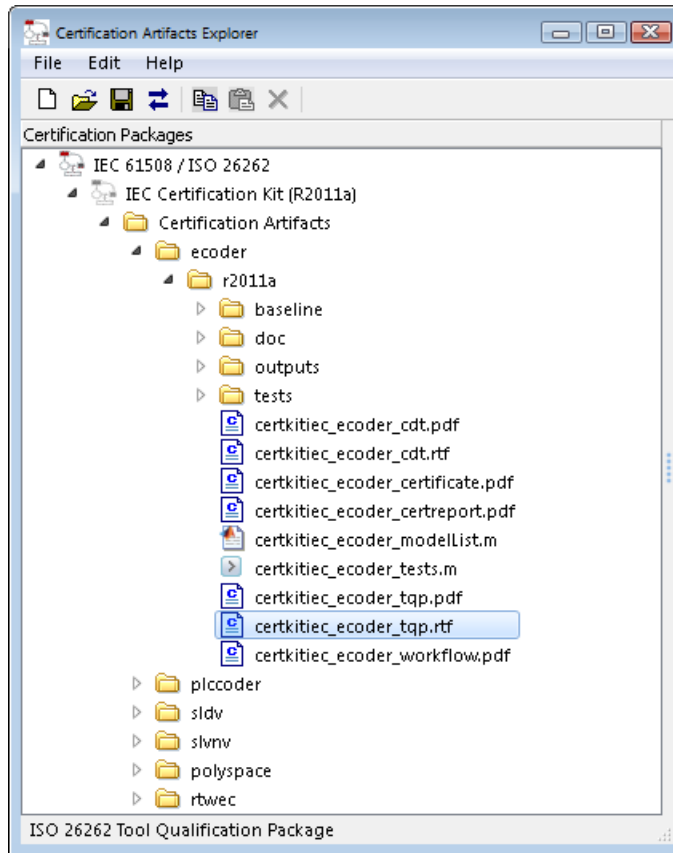 Certification Artifacts Explorer
File Edit Help
Certification Packages
IEC 61508 / ISO 26262
IEC Certification Kit (R2011a)
Certification Artifacts
ecoder
r2011a
baseline
doc
outputs
tests
certkitiec_ecoder_cdt.pdf
certkitiec_ecoder_cdt.rtf
certkitiec_ecoder_certificate.pdf
certkitiec_ecoder_certreport.pdf
certkitiec_ecoder_modelList.m
certkitiec_ecoder_tests.m
certkitiec_ecoder_tqp.pdf
certkitiec_ecoder_tqp.rtf
certkitiec_ecoder_workflow.pdf
plccoder
sldv
slvnv
polyspace
rtwec
ISO 26262 Tool Qualification Package